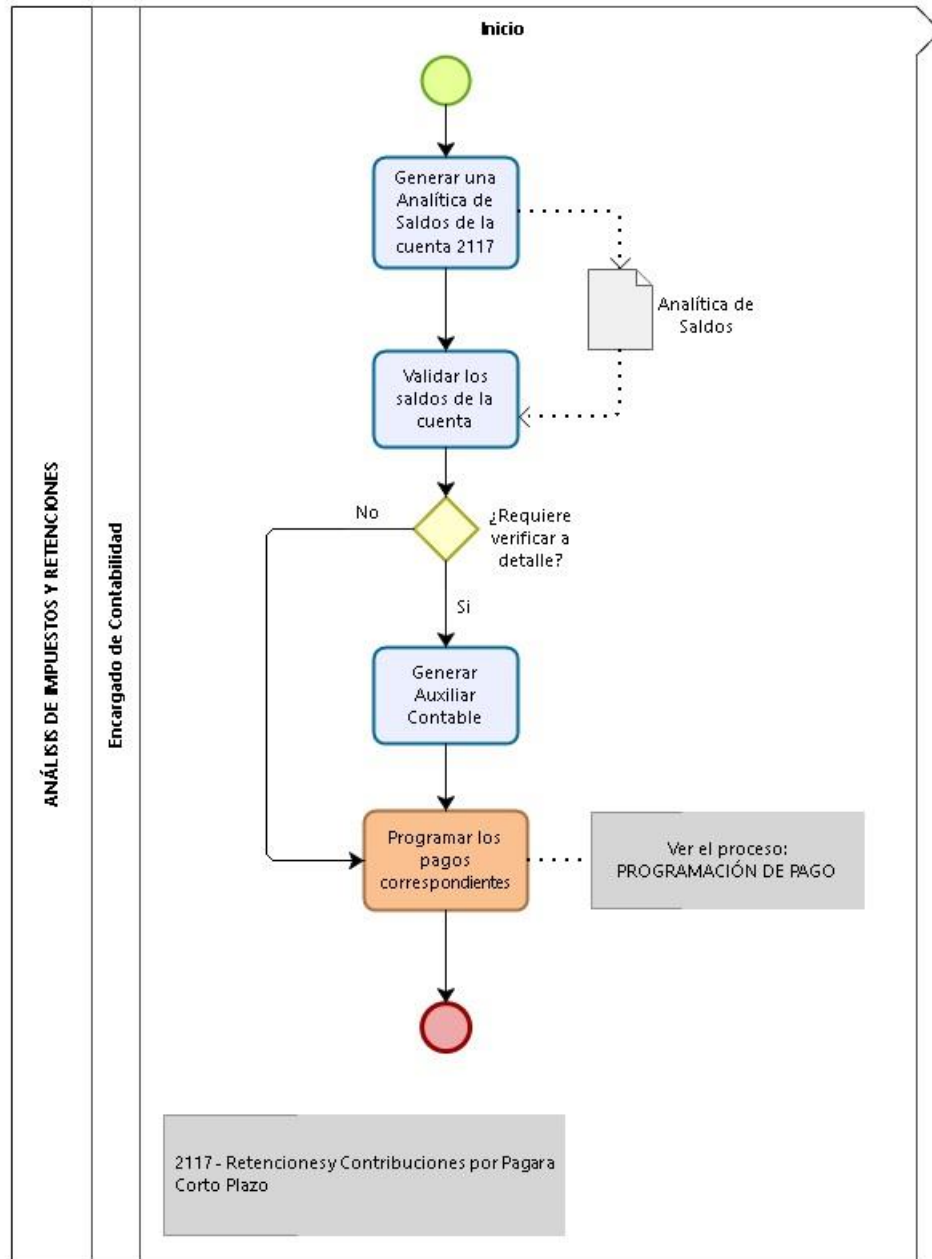 Inicio
ANÁLISIS DE IMPUESTOS Y RETENCIONES
Encargado de Contabilidad
Generar una
Analítica de
Saldos de la
cuenta 2117
Analítica de
Saldos
Validar los
saldos de la
cuenta
No
¿Requiere
verificar a
detalle?
Si
Generar
Auxiliar
Contable
Programar los
pagos
correspondientes
Ver el proceso:
PROGRAMACIÓN DE PAGO
2117 - Retenciones y Contribuciones por Pagar a
Corto Plazo